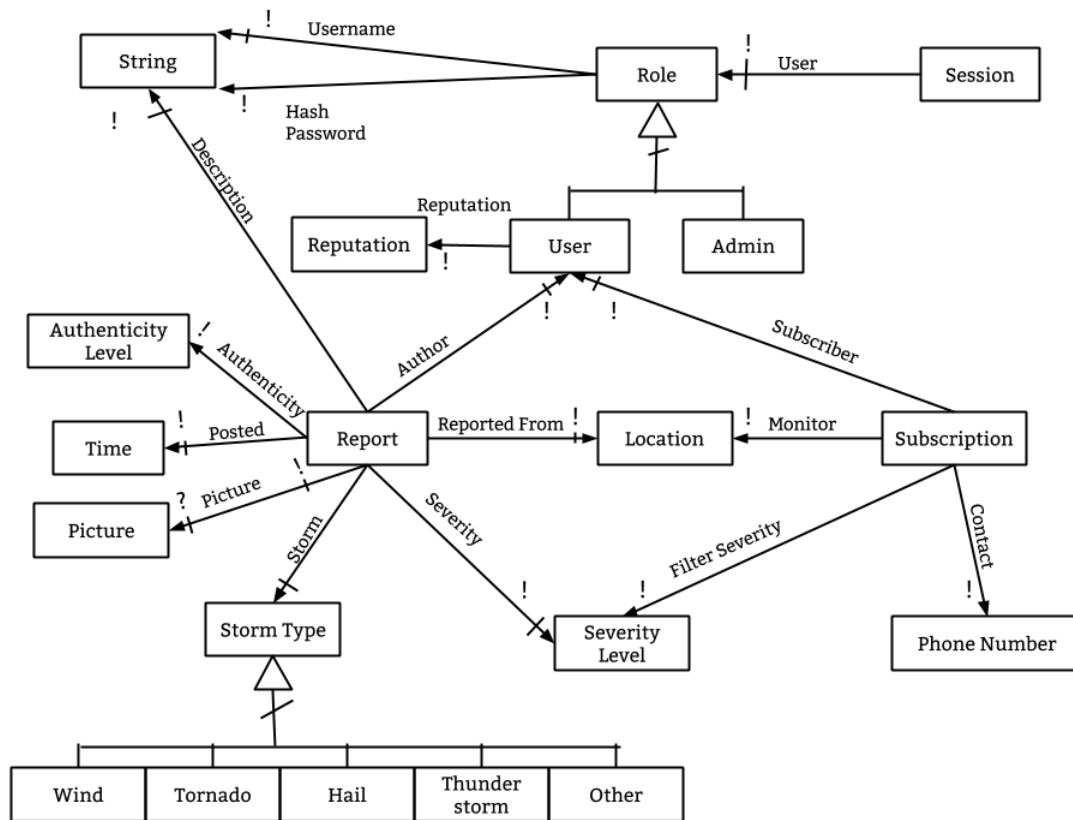 !
Username
String
Role
!
User
Session
!
Hash
Password
!
Description
Reputation
Reputation
!
User
Admin
!
!
Authenticity
Level
!
Authenticity
Author
Subscriber
Time
!
Posted
Report
Reported From
!
Location
!
Monitor
Subscription
Picture
?
Picture
!
Storm
Severity
!
Filter Severity
!
Contact
!
Storm Type
Severity
Level
Phone Number
Wind
Tornado
Hail
Thunder
storm
Other